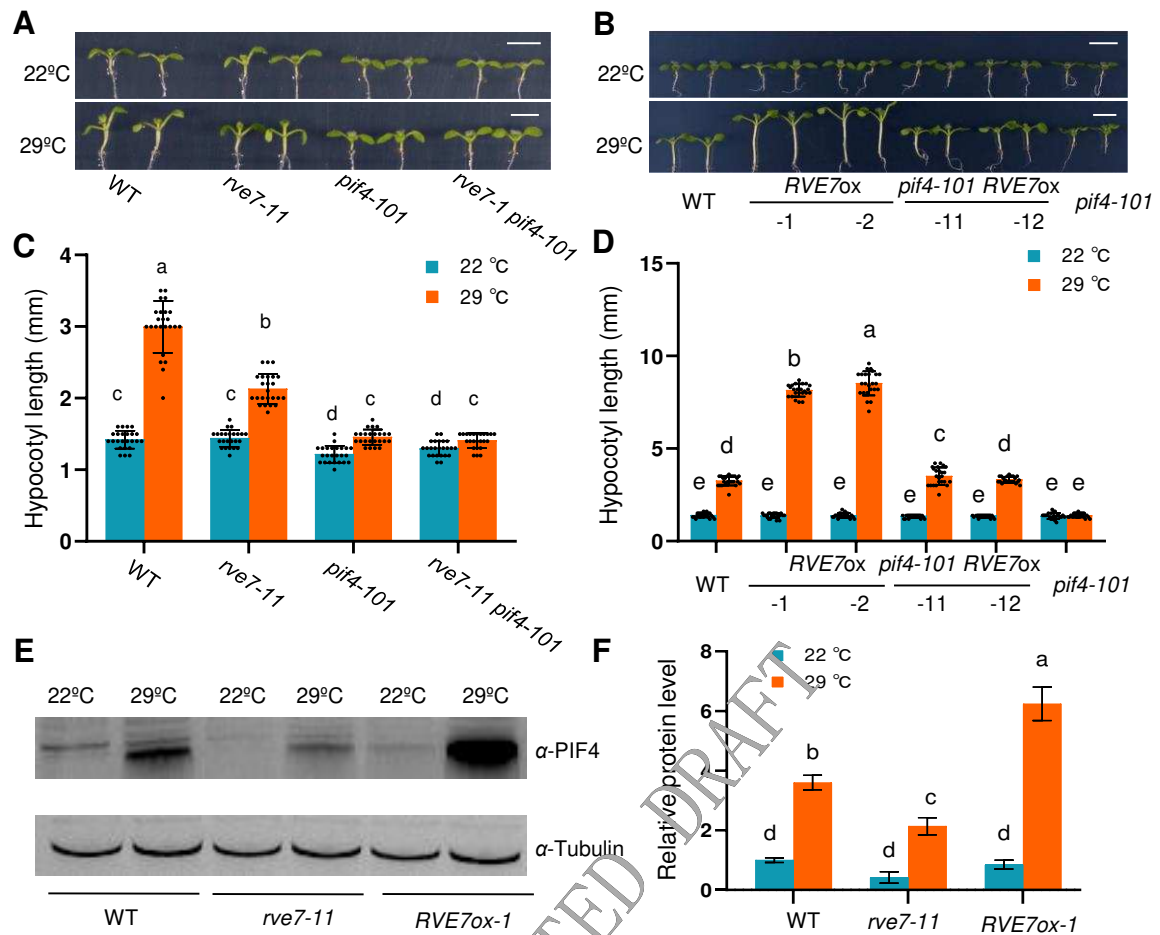 A
22ºC
29ºC
WT
rve7-11
pif4-101
rve7-1 pif4-101
B
22ºC
29ºC
WT
RVE7ox
pif4-101 RVE7ox
pif4-101
-1
-2
-11
-12
C
Hypocotyl length (mm)
4
3
2
1
0
22 °C
29 °C
c
a
c
b
d
c
d
c
WT
rve7-11
pif4-101
rve7-11 pif4-101
D
Hypocotyl length (mm)
15
10
5
0
22 °C
29 °C
e
d
e
b
e
a
e
c
e
d
e
e
WT
RVE7ox
pif4-101 RVE7ox
pif4-101
-1
-2
-11
-12
E
22ºC
29ºC
22ºC
29ºC
22ºC
29ºC
α-PIF4
α-Tubulin
WT
rve7-11
RVE7ox-1
F
Relative protein level
8
6
4
2
0
22 °C
29 °C
d
b
d
c
d
a
WT
rve7-11
RVE7ox-1
TED DRAFT